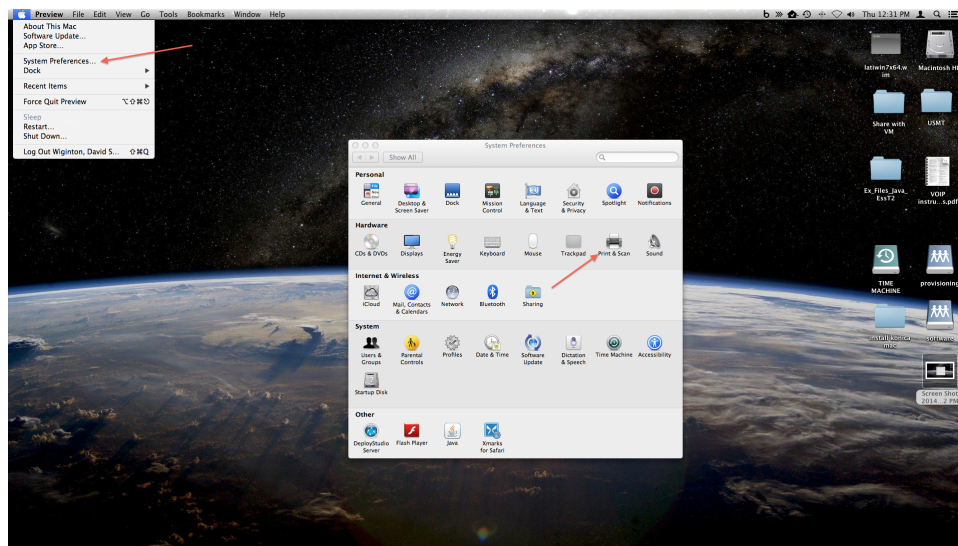 Preview File Edit View Go Tools Bookmarks Window Help
Thu 12:31 PM
About This Mac
Software Update...
App Store...
System Preferences...
Dock
Recent Items
Force Quit Preview
Sleep
Restart...
Shut Down...
Log Out Wiginton, David S... ⇧⌘Q
System Preferences
Show All
Personal
General
Desktop &
Screen Saver
Dock
Mission
Control
Language
& Text
Security
& Privacy
Spotlight
Notifications
Hardware
CDs & DVDs
Displays
Energy
Saver
Keyboard
Mouse
Trackpad
Print & Scan
Sound
Internet & Wireless
iCloud
Mail, Contacts
& Calendars
Network
Bluetooth
Sharing
System
Users &
Groups
Parental
Controls
Profiles
Date & Time
Software
Update
Dictation
& Speech
Time Machine
Accessibility
Startup Disk
Other
DeployStudio
Server
Flash Player
Java
Xmarks
for Safari
latiwin7x64.w
im
Macintosh H
Share with
VM
USMT
Ex_Files_Java_
EssT2
VOIP
instru...s.pdf
TIME
MACHINE
provisioning
install konica
mac
software
Screen Shot
2014...2 PM